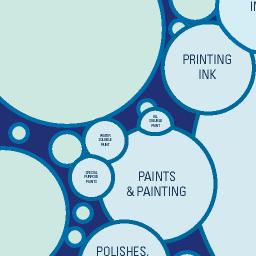 IN
PRINTING
INK
OIL
SOLUBLE
PAINT
WATER
SOLUBLE
PAINT
SPECIAL
PURPOSE
PAINTS
PAINTS
& PAINTING
POLISHES,